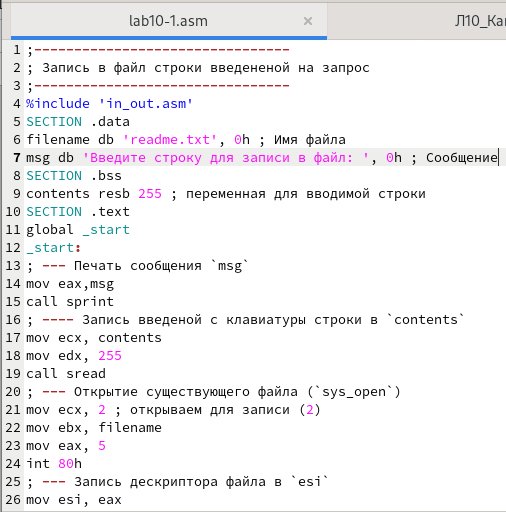 lab10-1.asm
Л10_Ка
1 ;--------------------------------
2 ; Запись в файл строки введененой на запрос
3 ;--------------------------------
4 %include 'in_out.asm'
5 SECTION .data
6 filename db 'readme.txt', 0h ; Имя файла
7 msg db 'Введите строку для записи в файл: ', 0h ; Сообщение
8 SECTION .bss
9 contents resb 255 ; переменная для вводимой строки
10 SECTION .text
11 global _start
12 _start:
13 ; --- Печать сообщения `msg`
14 mov eax,msg
15 call sprint
16 ; ---- Запись введеной с клавиатуры строки в `contents`
17 mov ecx, contents
18 mov edx, 255
19 call sread
20 ; --- Открытие существующего файла (`sys_open`)
21 mov ecx, 2 ; открываем для записи (2)
22 mov ebx, filename
23 mov eax, 5
24 int 80h
25 ; --- Запись дескриптора файла в `esi`
26 mov esi, eax